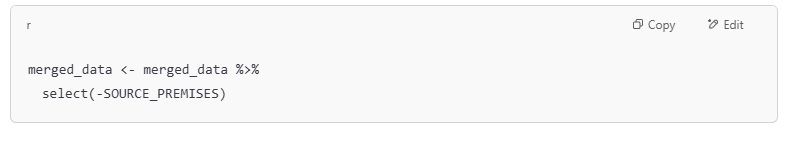 r
Copy
Edit
merged_data <- merged_data %>%
  select(-SOURCE_PREMISES)